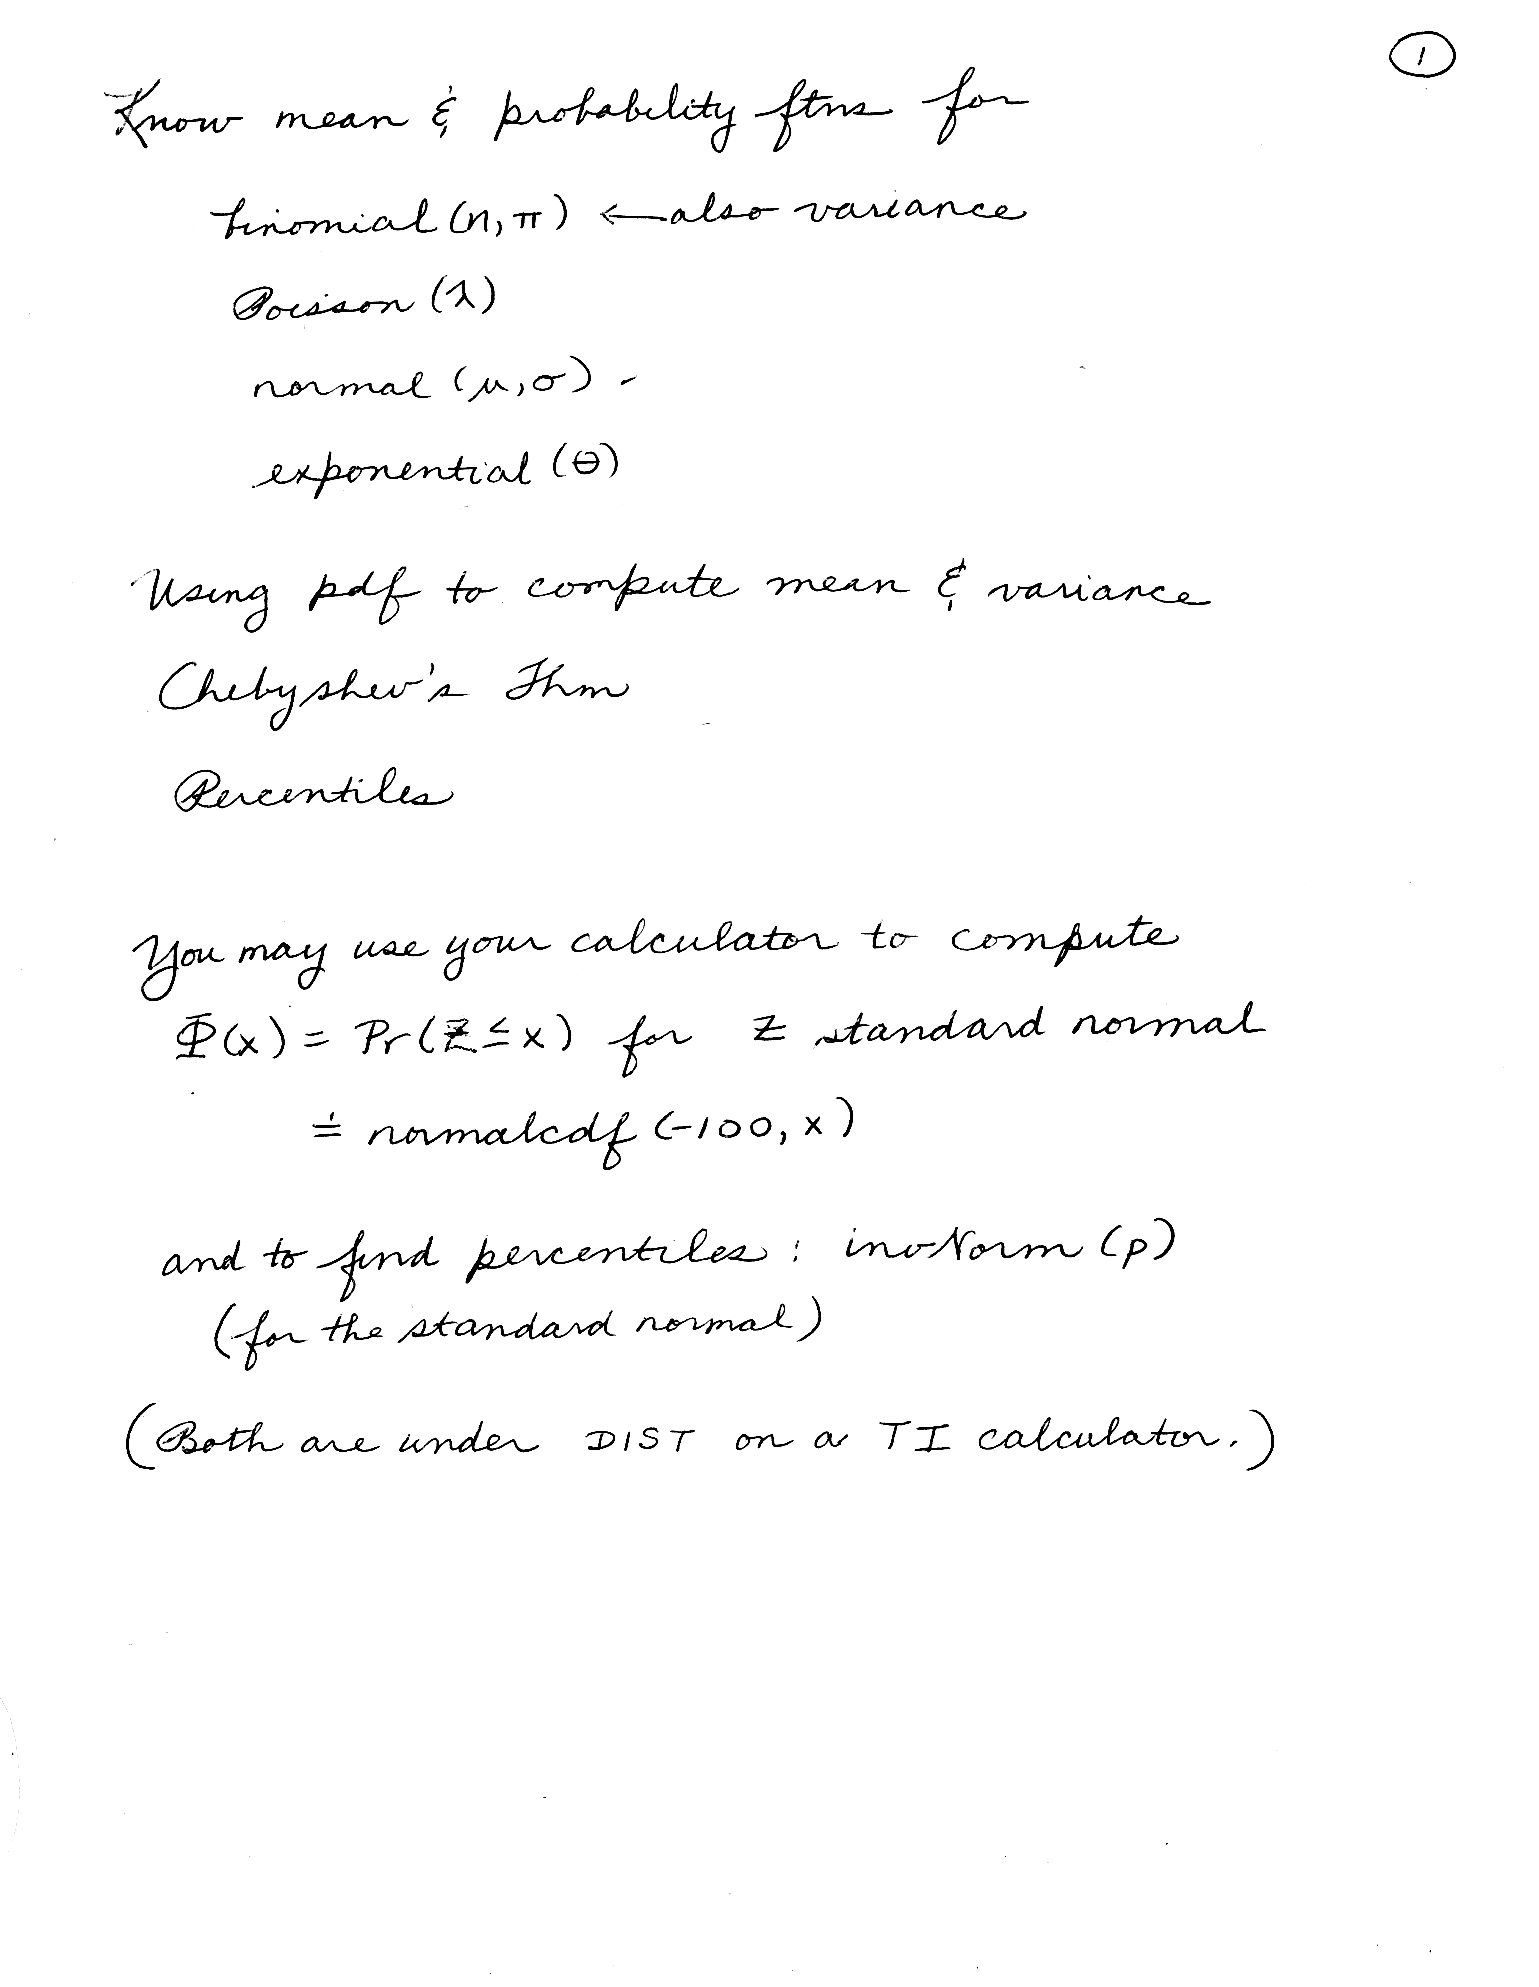 1
Know mean & probability ftns for
binomial (n, π) ← also variance
Poisson (λ)
normal (μ, σ)
exponential (θ)
Using pdf to compute mean & variance
Chebyshev's Thm
Percentiles
You may use your calculator to compute
Φ(x) = Pr(Z ≤ x) for Z standard normal
≐ normalcdf (-100, x)
and to find percentiles: invNorm (p)
(for the standard normal)
(Both are under DIST on a TI calculator.)